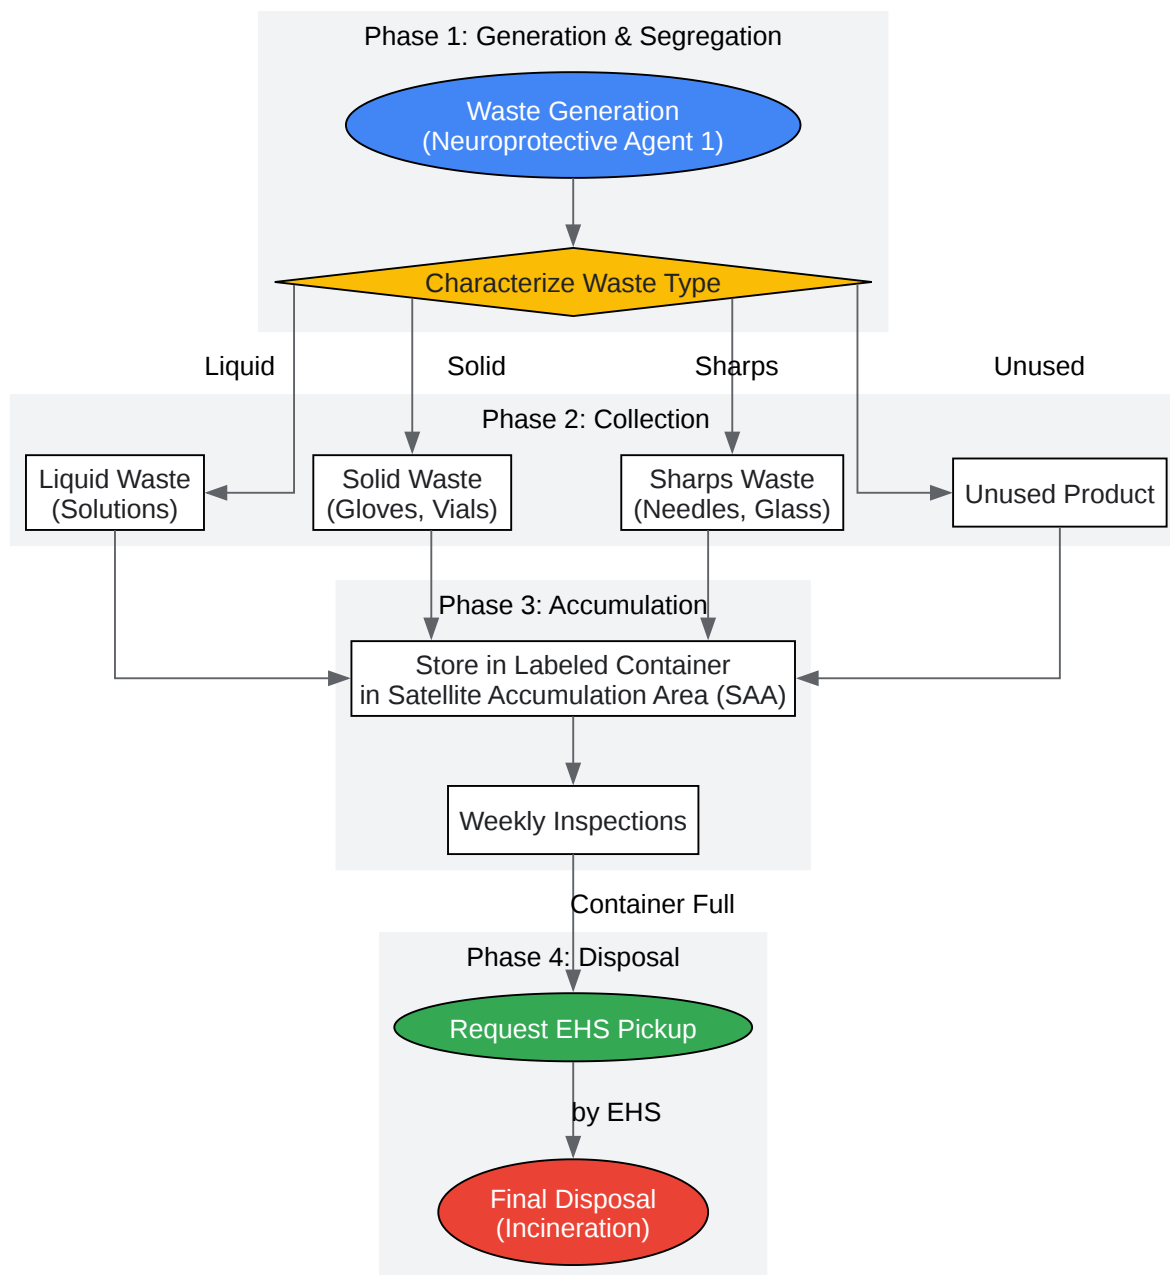 Phase 1: Generation & Segregation
Waste Generation
(Neuroprotective Agent 1)
Characterize Waste Type
Liquid
Solid
Sharps
Unused
Phase 2: Collection
Liquid Waste
(Solutions)
Solid Waste
(Gloves, Vials)
Sharps Waste
(Needles, Glass)
Unused Product
Phase 3: Accumulation
Store in Labeled Container
in Satellite Accumulation Area (SAA)
Weekly Inspections
Container Full
Phase 4: Disposal
Request EHS Pickup
by EHS
Final Disposal
(Incineration)